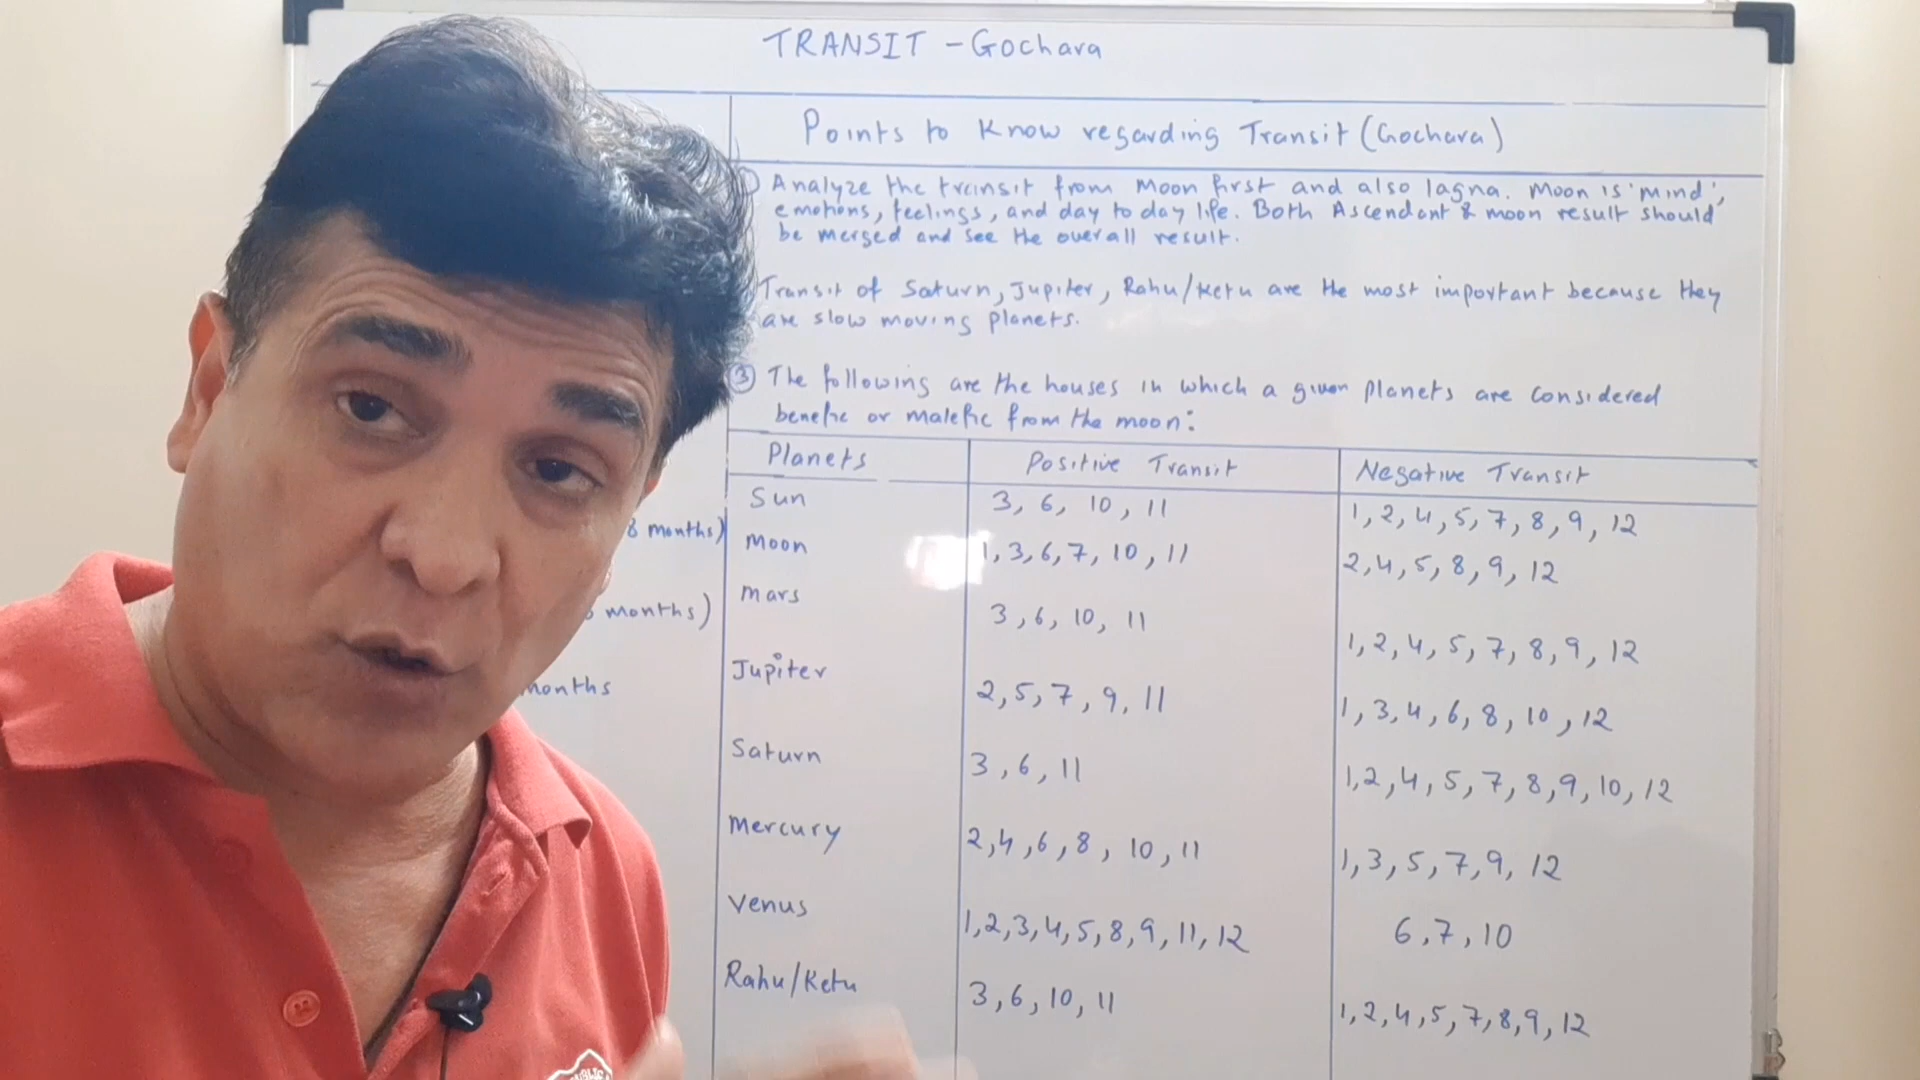 TRANSIT - Gochara
Points to Know regarding Transit (Gochara)
Analyze the transit from Moon first and also lagna. Moon is 'mind',
emotions, feelings, and day to day life. Both Ascendant & moon result should
be merged and see the overall result.
Transit of Saturn, Jupiter, Rahu/Ketu are the most important because they
are slow moving planets.
③ The following are the houses in which a given planets are considered
benefic or malefic from the moon:
Planets Positive Transit Negative Transit
Sun 3, 6, 10, 11 1, 2, 4, 5, 7, 8, 9, 12
8 months)
Moon 1, 3, 6, 7, 10, 11 2, 4, 5, 8, 9, 12
months)
Mars 3, 6, 10, 11 1, 2, 4, 5, 7, 8, 9, 12
months
Jupiter 2, 5, 7, 9, 11 1, 3, 4, 6, 8, 10, 12
Saturn 3, 6, 11 1, 2, 4, 5, 7, 8, 9, 10, 12
Mercury 2, 4, 6, 8, 10, 11 1, 3, 5, 7, 9, 12
Venus 1, 2, 3, 4, 5, 8, 9, 11, 12 6, 7, 10
Rahu/Ketu 3, 6, 10, 11 1, 2, 4, 5, 7, 8, 9, 12